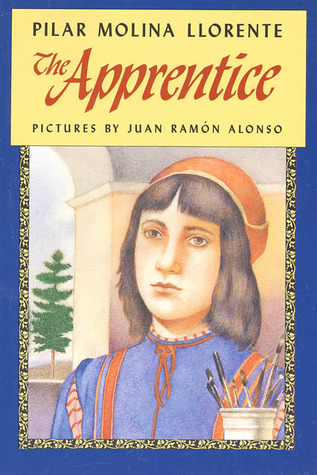 PILAR MOLINA LLORENTE
The Apprentice
PICTURES BY JUAN RAMÓN ALONSO